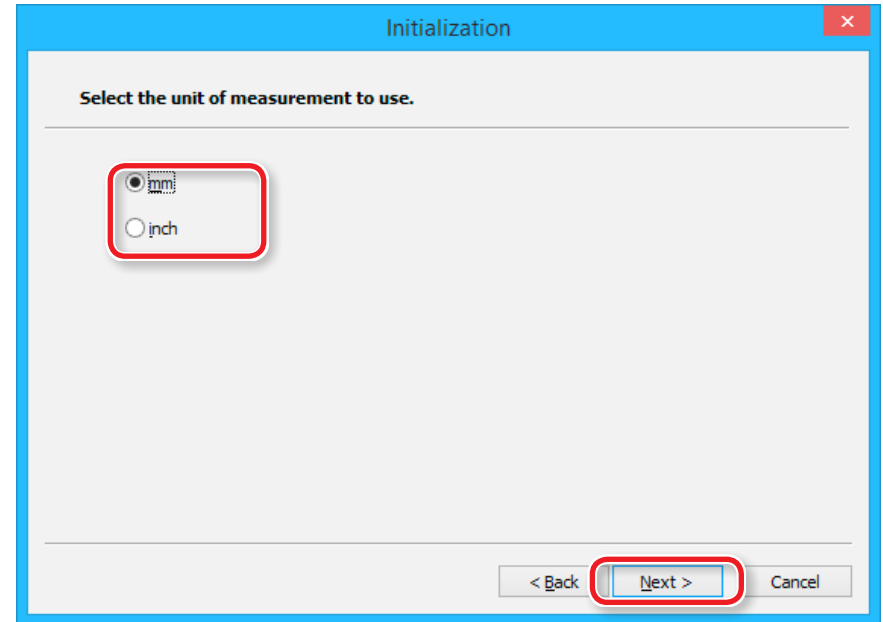 Initialization
Select the unit of measurement to use.
mm
inch
< Back Next > Cancel